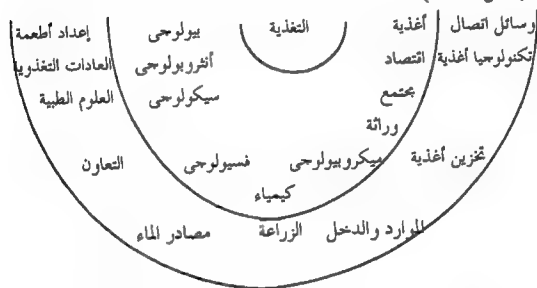 وسائل اتصال أغذية التغذية بيولوجى إعداد أطعمة
تكنولوجيا أغذية اقتصاد أنثروبولوجى العادات التغذوية
مجتمع سيكولوجى العلوم الطبية
وراثة
تخزين أغذية ميكروبيولوجى فسيولوجى التعاون
كيمياء
الموارد والدخل الزراعة مصادر الماء